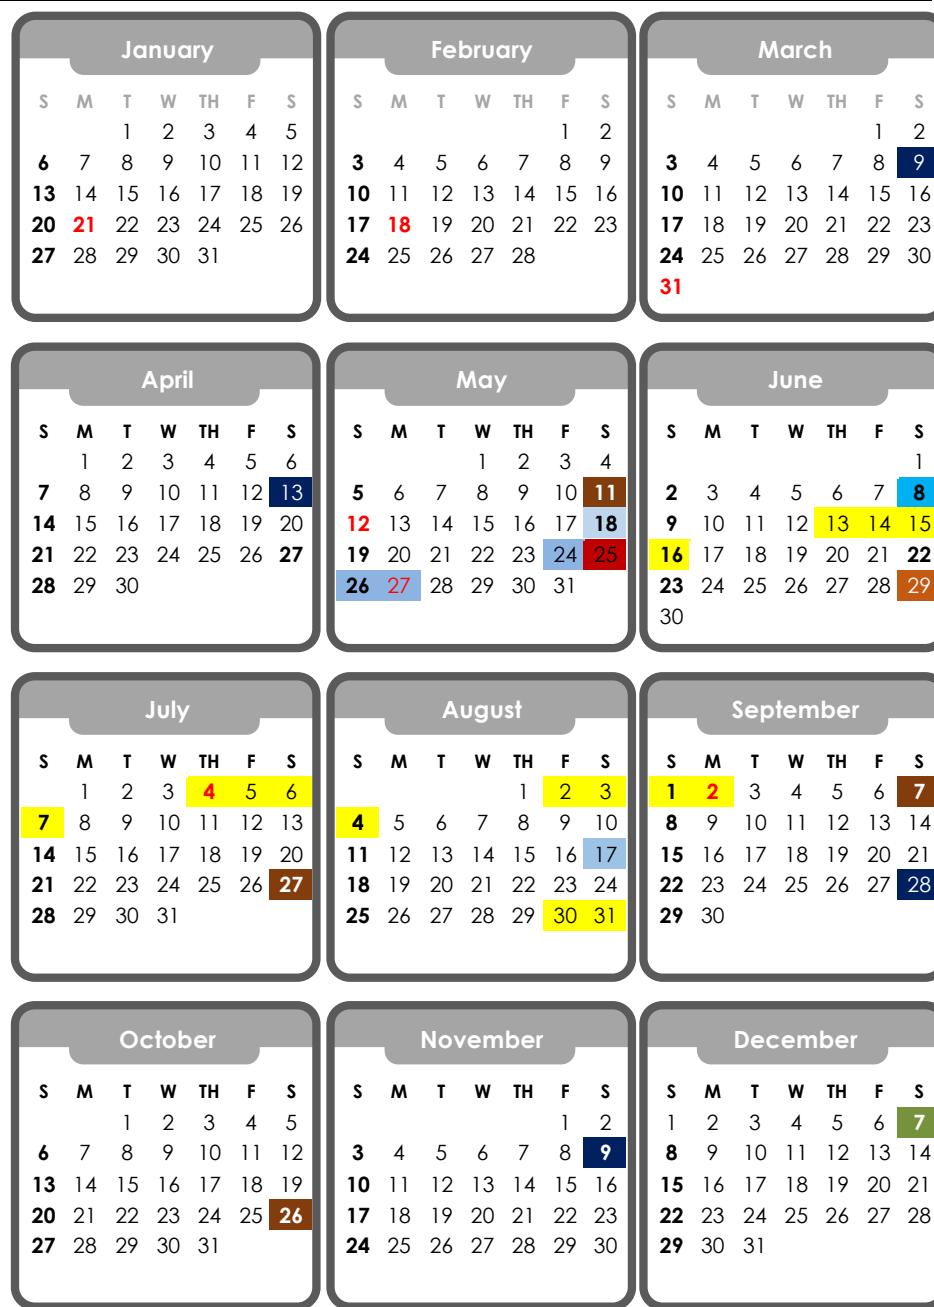 January
S M T W TH F S
1 2 3 4 5
6 7 8 9 10 11 12
13 14 15 16 17 18 19
20 21 22 23 24 25 26
27 28 29 30 31
February
S M T W TH F S
1 2
3 4 5 6 7 8 9
10 11 12 13 14 15 16
17 18 19 20 21 22 23
24 25 26 27 28
March
S M T W TH F S
1 2
3 4 5 6 7 8 9
10 11 12 13 14 15 16
17 18 19 20 21 22 23
24 25 26 27 28 29 30
31
April
S M T W TH F S
1 2 3 4 5 6
7 8 9 10 11 12 13
14 15 16 17 18 19 20
21 22 23 24 25 26 27
28 29 30
May
S M T W TH F S
1 2 3 4
5 6 7 8 9 10 11
12 13 14 15 16 17 18
19 20 21 22 23 24 25
26 27 28 29 30 31
June
S M T W TH F S
1
2 3 4 5 6 7 8
9 10 11 12 13 14 15
16 17 18 19 20 21 22
23 24 25 26 27 28 29
30
July
S M T W TH F S
1 2 3 4 5 6
7 8 9 10 11 12 13
14 15 16 17 18 19 20
21 22 23 24 25 26 27
28 29 30 31
August
S M T W TH F S
1 2 3
4 5 6 7 8 9 10
11 12 13 14 15 16 17
18 19 20 21 22 23 24
25 26 27 28 29 30 31
September
S M T W TH F S
1 2 3 4 5 6 7
8 9 10 11 12 13 14
15 16 17 18 19 20 21
22 23 24 25 26 27 28
29 30
October
S M T W TH F S
1 2 3 4 5
6 7 8 9 10 11 12
13 14 15 16 17 18 19
20 21 22 23 24 25 26
27 28 29 30 31
November
S M T W TH F S
1 2
3 4 5 6 7 8 9
10 11 12 13 14 15 16
17 18 19 20 21 22 23
24 25 26 27 28 29 30
December
S M T W TH F S
1 2 3 4 5 6 7
8 9 10 11 12 13 14
15 16 17 18 19 20 21
22 23 24 25 26 27 28
29 30 31